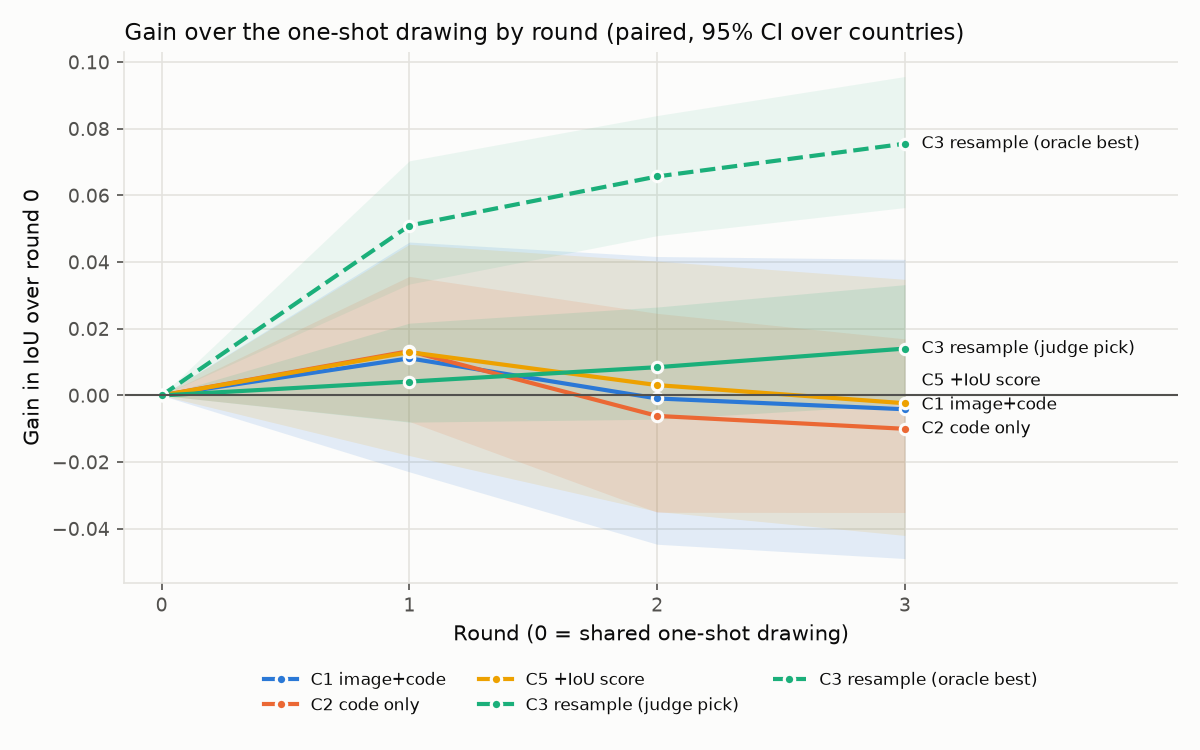 Gain over the one-shot drawing by round (paired, 95% CI over countries)
Gain in IoU over round 0
0.10
0.08
0.06
0.04
0.02
0.00
−0.02
−0.04
C3 resample (oracle best)
C3 resample (judge pick)
C5 +IoU score
C1 image+code
C2 code only
0 1 2 3
Round (0 = shared one-shot drawing)
C1 image+code C5 +IoU score C3 resample (oracle best)
C2 code only C3 resample (judge pick)